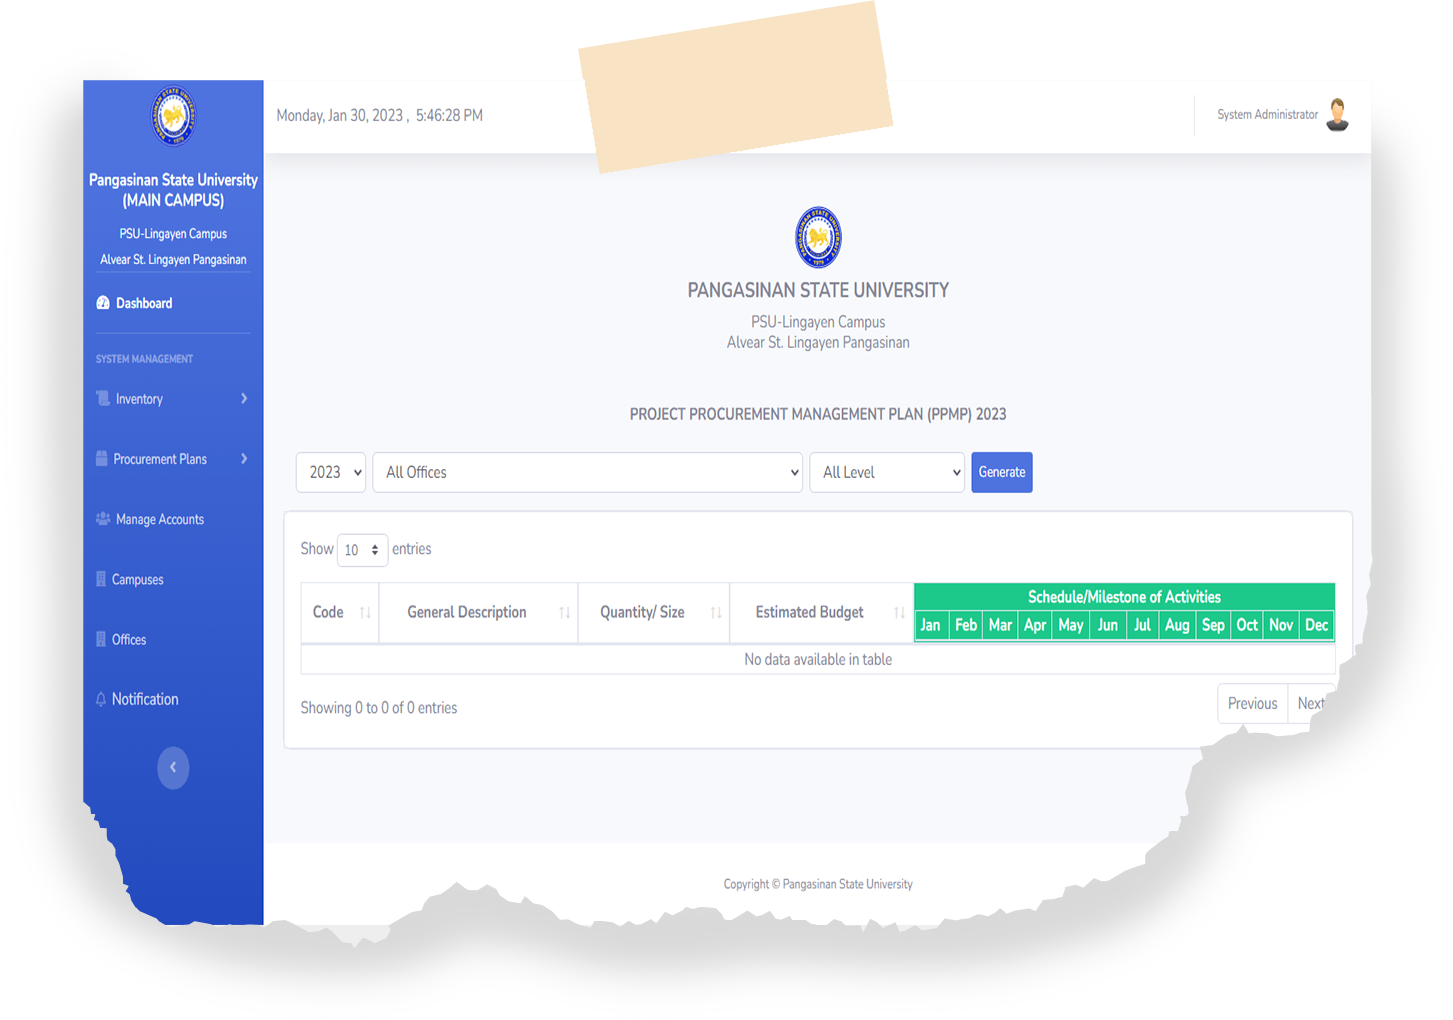 Pangasinan State University
(MAIN CAMPUS)
PSU-Lingayen Campus
Alvear St. Lingayen Pangasinan
Dashboard
SYSTEM MANAGEMENT
Inventory
Procurement Plans
Manage Accounts
Campuses
Offices
Notification
Monday, Jan 30, 2023 , 5:46:28 PM
System Administrator
PANGASINAN STATE UNIVERSITY
PSU-Lingayen Campus
Alvear St. Lingayen Pangasinan
PROJECT PROCUREMENT MANAGEMENT PLAN (PPMP) 2023
2023 All Offices All Level Generate
Show 10 entries
Schedule/Milestone of Activities
Code General Description Quantity/ Size Estimated Budget
Jan Feb Mar Apr May Jun Jul Aug Sep Oct Nov Dec
No data available in table
Showing 0 to 0 of 0 entries
Previous Next
Copyright © Pangasinan State University